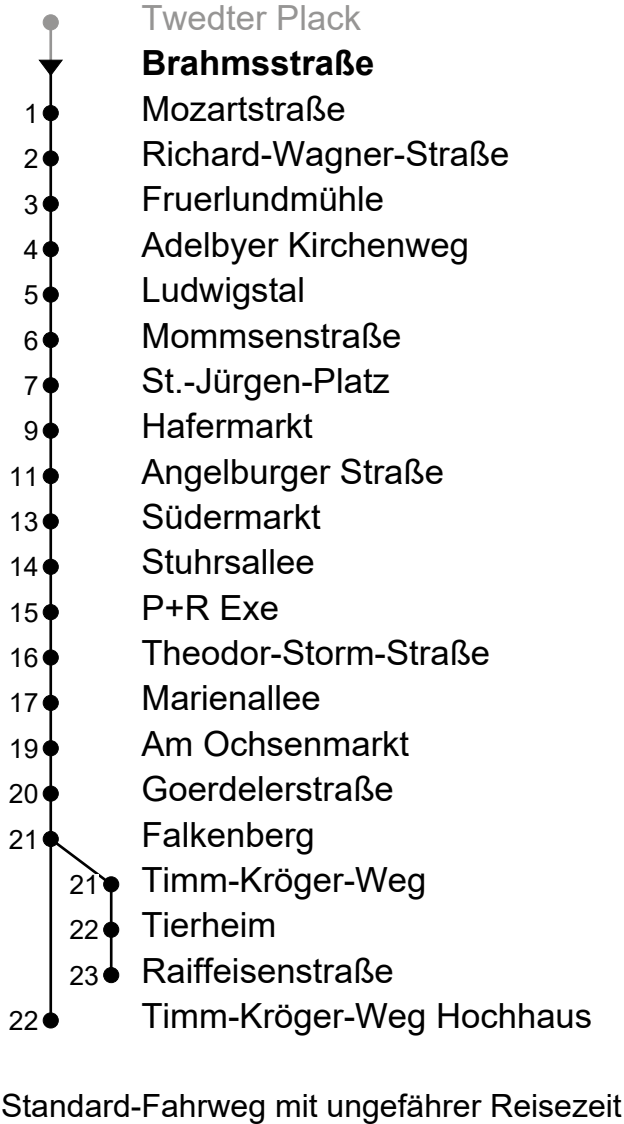 Twedter Plack
Brahmsstraße
1 Mozartstraße
2 Richard-Wagner-Straße
3 Fruerlundmühle
4 Adelbyer Kirchenweg
5 Ludwigstal
6 Mommsenstraße
7 St.-Jürgen-Platz
9 Hafermarkt
11 Angelburger Straße
13 Südermarkt
14 Stuhrsallee
15 P+R Exe
16 Theodor-Storm-Straße
17 Marienallee
19 Am Ochsenmarkt
20 Goerdelerstraße
21 Falkenberg
21 Timm-Kröger-Weg
22 Tierheim
23 Raiffeisenstraße
22 Timm-Kröger-Weg Hochhaus
Standard-Fahrweg mit ungefährer Reisezeit